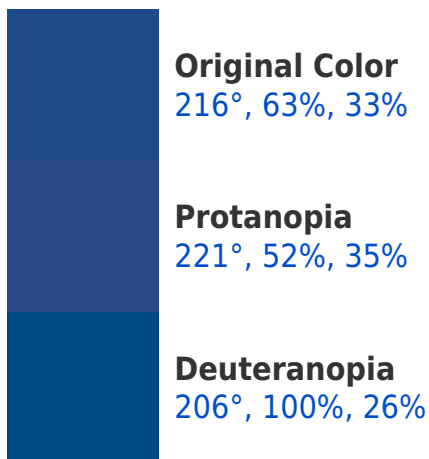 Original Color
216°, 63%, 33%
Protanopia
221°, 52%, 35%
Deuteranopia
206°, 100%, 26%